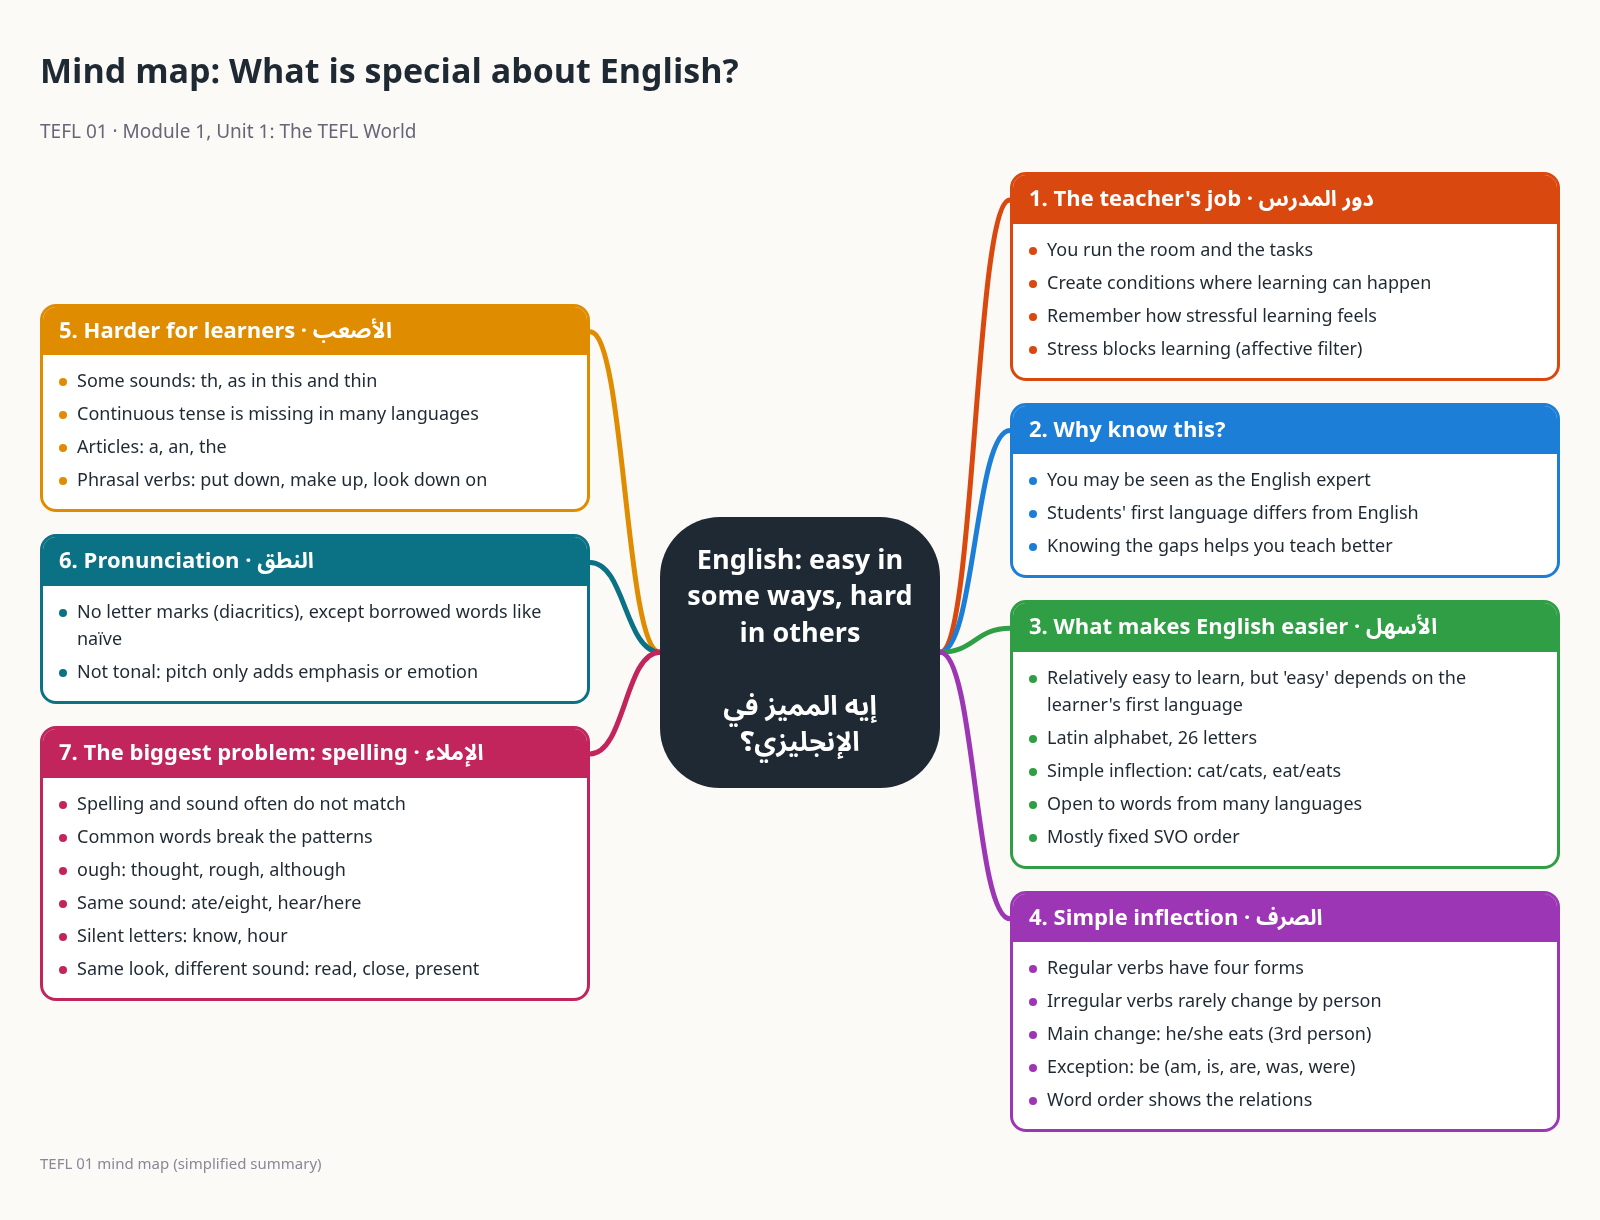 Mind map: What is special about English?
TEFL 01 · Module 1, Unit 1: The TEFL World
1. The teacher's job · دور المدرس
You run the room and the tasks
Create conditions where learning can happen
Remember how stressful learning feels
Stress blocks learning (affective filter)
2. Why know this?
You may be seen as the English expert
Students' first language differs from English
Knowing the gaps helps you teach better
3. What makes English easier · الأسهل
Relatively easy to learn, but 'easy' depends on the
learner's first language
Latin alphabet, 26 letters
Simple inflection: cat/cats, eat/eats
Open to words from many languages
Mostly fixed SVO order
4. Simple inflection · الصرف
Regular verbs have four forms
Irregular verbs rarely change by person
Main change: he/she eats (3rd person)
Exception: be (am, is, are, was, were)
Word order shows the relations
5. Harder for learners · الأصعب
Some sounds: th, as in this and thin
Continuous tense is missing in many languages
Articles: a, an, the
Phrasal verbs: put down, make up, look down on
6. Pronunciation · النطق
No letter marks (diacritics), except borrowed words like
naïve
Not tonal: pitch only adds emphasis or emotion
7. The biggest problem: spelling · الإملاء
Spelling and sound often do not match
Common words break the patterns
ough: thought, rough, although
Same sound: ate/eight, hear/here
Silent letters: know, hour
Same look, different sound: read, close, present
English: easy in
some ways, hard
in others
إيه المميز في
الإنجليزي؟
TEFL 01 mind map (simplified summary)